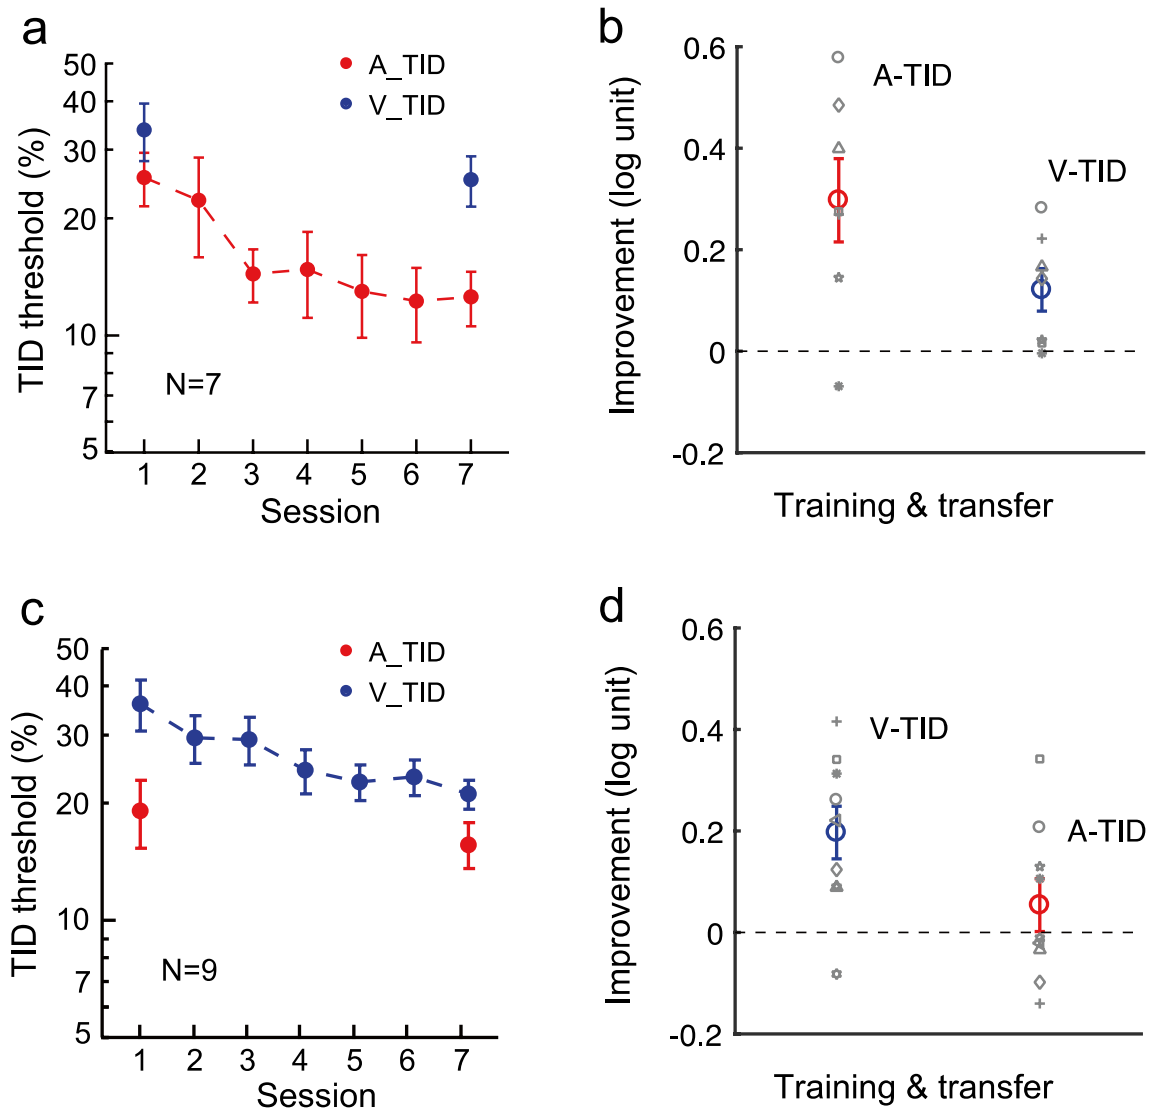 a
TID threshold (%)
50
40
30
20
10
7
5
A_TID
V_TID
N=7
1 2 3 4 5 6 7
Session
b
Improvement (log unit)
0.6
0.4
0.2
0
-0.2
A-TID
V-TID
Training & transfer
c
TID threshold (%)
50
40
30
20
10
7
5
A_TID
V_TID
N=9
1 2 3 4 5 6 7
Session
d
Improvement (log unit)
0.6
0.4
0.2
0
-0.2
V-TID
A-TID
Training & transfer